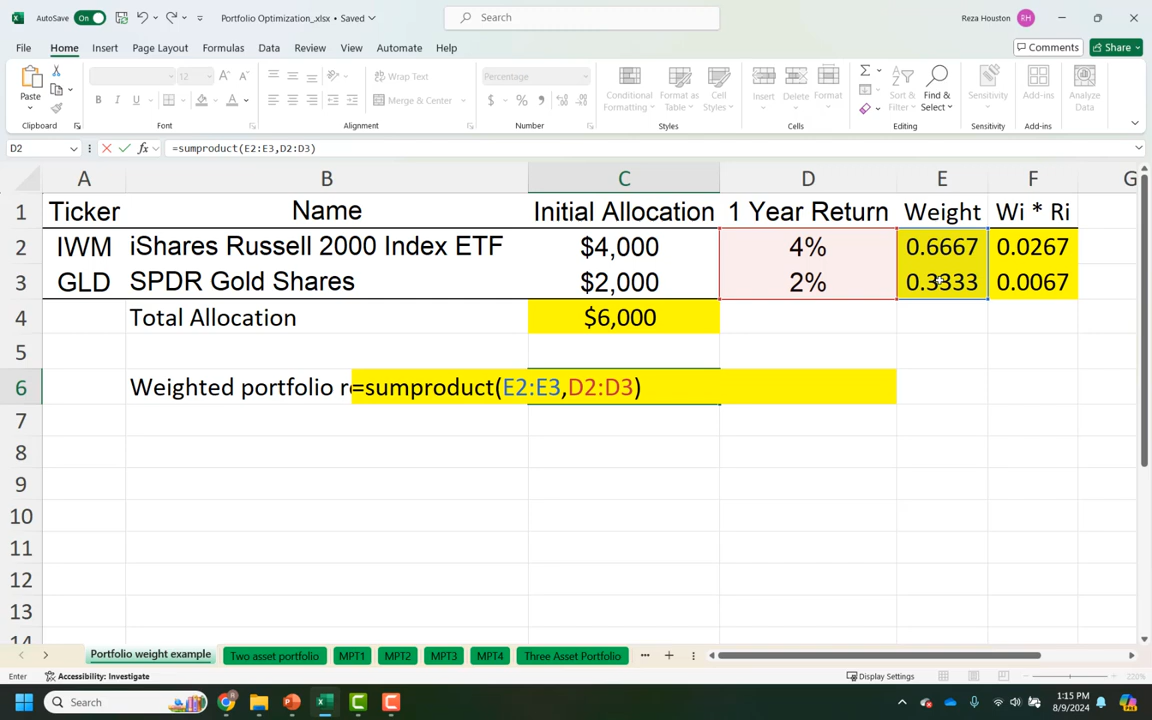 AutoSave On Portfolio Optimization_.xlsx • Saved Search Reza Houston RH
File Home Insert Page Layout Formulas Data Review View Automate Help Comments Share
Paste 12 A A Wrap Text Percentage Conditional Formatting Format as Table Cell Styles Insert Delete Format Sort & Filter Find & Select Sensitivity Add-ins Analyze Data
B I U Merge & Center $ %
Clipboard Font Alignment Number Styles Cells Editing Sensitivity Add-ins
D2 fx =sumproduct(E2:E3,D2:D3)
A B C D E F G
1 Ticker Name Initial Allocation 1 Year Return Weight Wi * Ri
2 IWM iShares Russell 2000 Index ETF $4,000 4% 0.6667 0.0267
3 GLD SPDR Gold Shares $2,000 2% 0.3333 0.0067
4 Total Allocation $6,000
5
6 Weighted portfolio r =sumproduct(E2:E3,D2:D3)
7
8
9
10
11
12
13
14
Portfolio weight example Two asset portfolio MPT1 MPT2 MPT3 MPT4 Three Asset Portfolio
Enter Accessibility: Investigate Display Settings 220%
Search 1:15 PM
8/9/2024